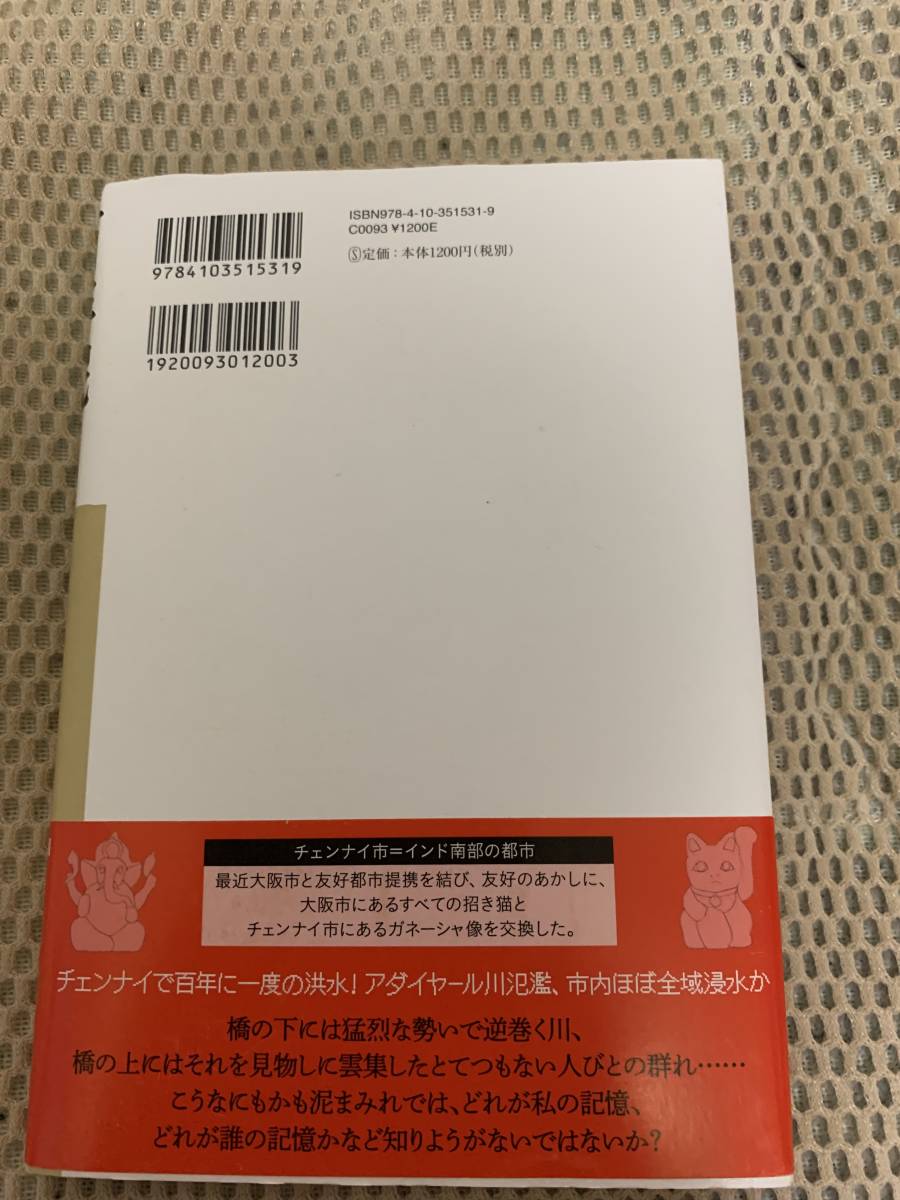 ISBN978-4-10-351531-9
C0093 ¥1200E
Ⓢ定価：本体1200円（税別）
9784103515319
1920093012003
チェンナイ市＝インド南部の都市
最近大阪市と友好都市提携を結び、友好のあかしに、
大阪市にあるすべての招き猫と
チェンナイ市にあるガネーシャ像を交換した。
チェンナイで百年に一度の洪水！アダイヤール川氾濫、市内ほぼ全域浸水か
橋の下には猛烈な勢いで逆巻く川、
橋の上にはそれを見物しに雲集したとてつもない人びとの群れ……
こうなにもかも泥まみれでは、どれが私の記憶、
どれが誰の記憶かなど知りようがないではないか？